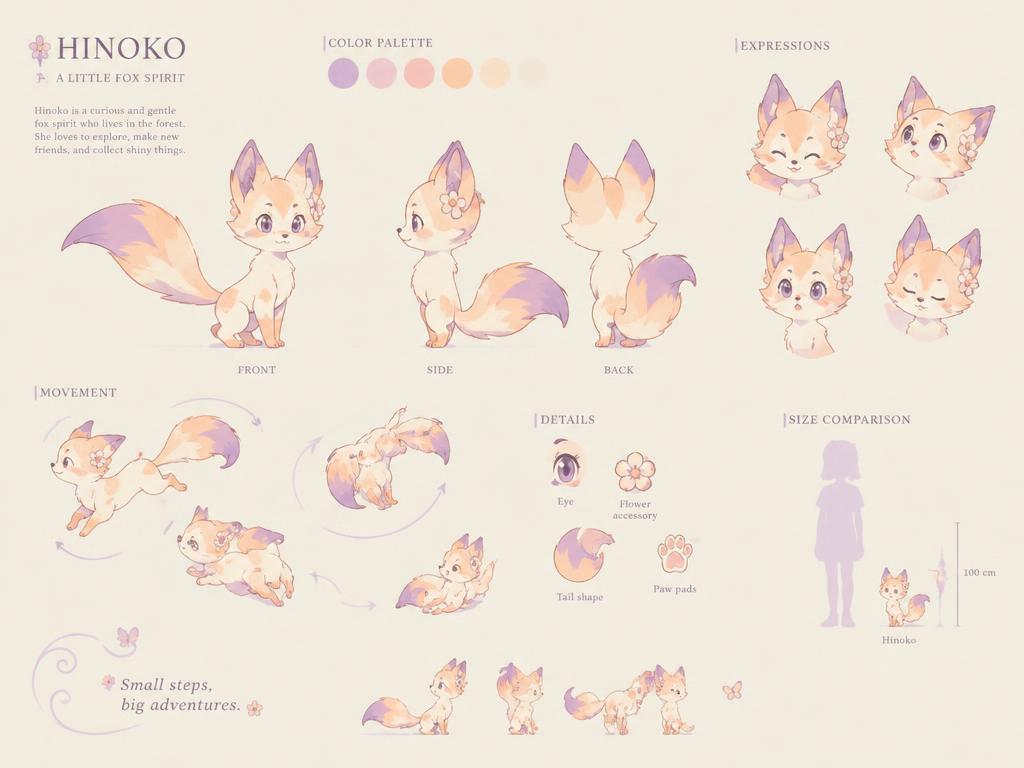 HINOKO
A LITTLE FOX SPIRIT
Hinoko is a curious and gentle
fox spirit who lives in the forest.
She loves to explore, make new
friends, and collect shiny things.
COLOR PALETTE
EXPRESSIONS
FRONT
SIDE
BACK
MOVEMENT
DETAILS
Eye
Flower
accessory
Tail shape
Paw pads
SIZE COMPARISON
100 cm
Hinoko
Small steps,
big adventures.